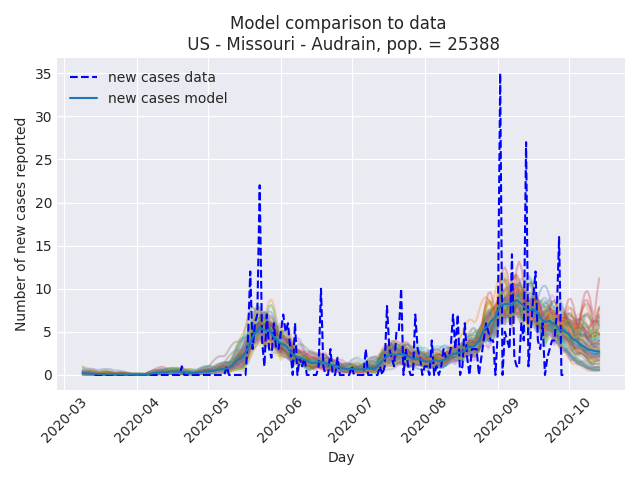 Model comparison to data
US - Missouri - Audrain, pop. = 25388
new cases data
new cases model
Number of new cases reported
35
30
25
20
15
10
5
0
2020-03
2020-04
2020-05
2020-06
2020-07
2020-08
2020-09
2020-10
Day